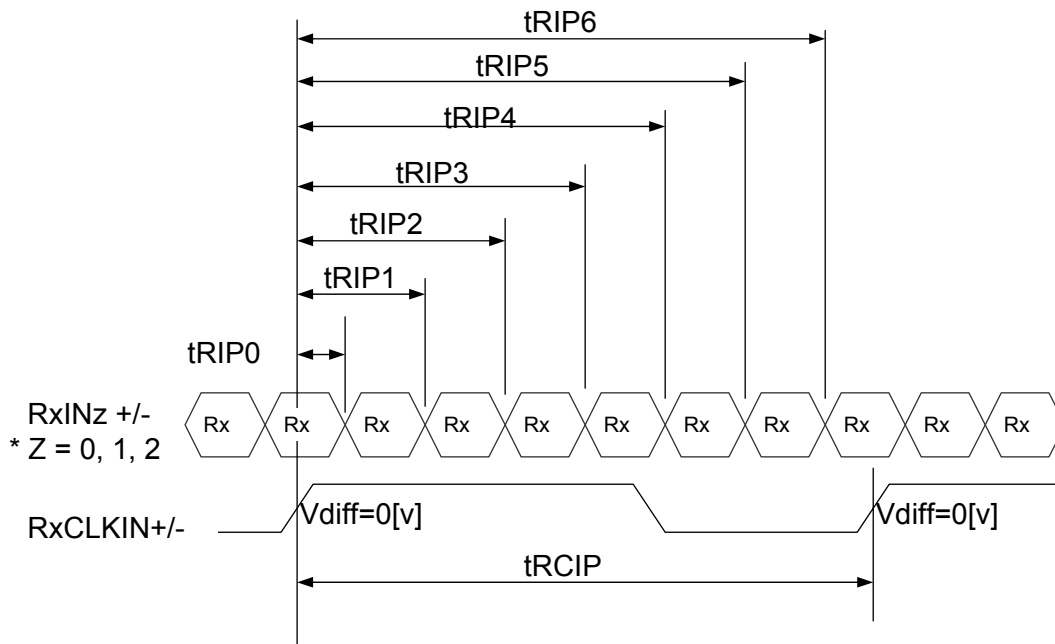 tRIP6
tRIP5
tRIP4
tRIP3
tRIP2
tRIP1
tRIP0
RxINz +/-
* Z = 0, 1, 2
Rx Rx Rx Rx Rx Rx Rx Rx Rx Rx Rx
RxCLKIN+/-
Vdiff=0[v] Vdiff=0[v]
tRCIP